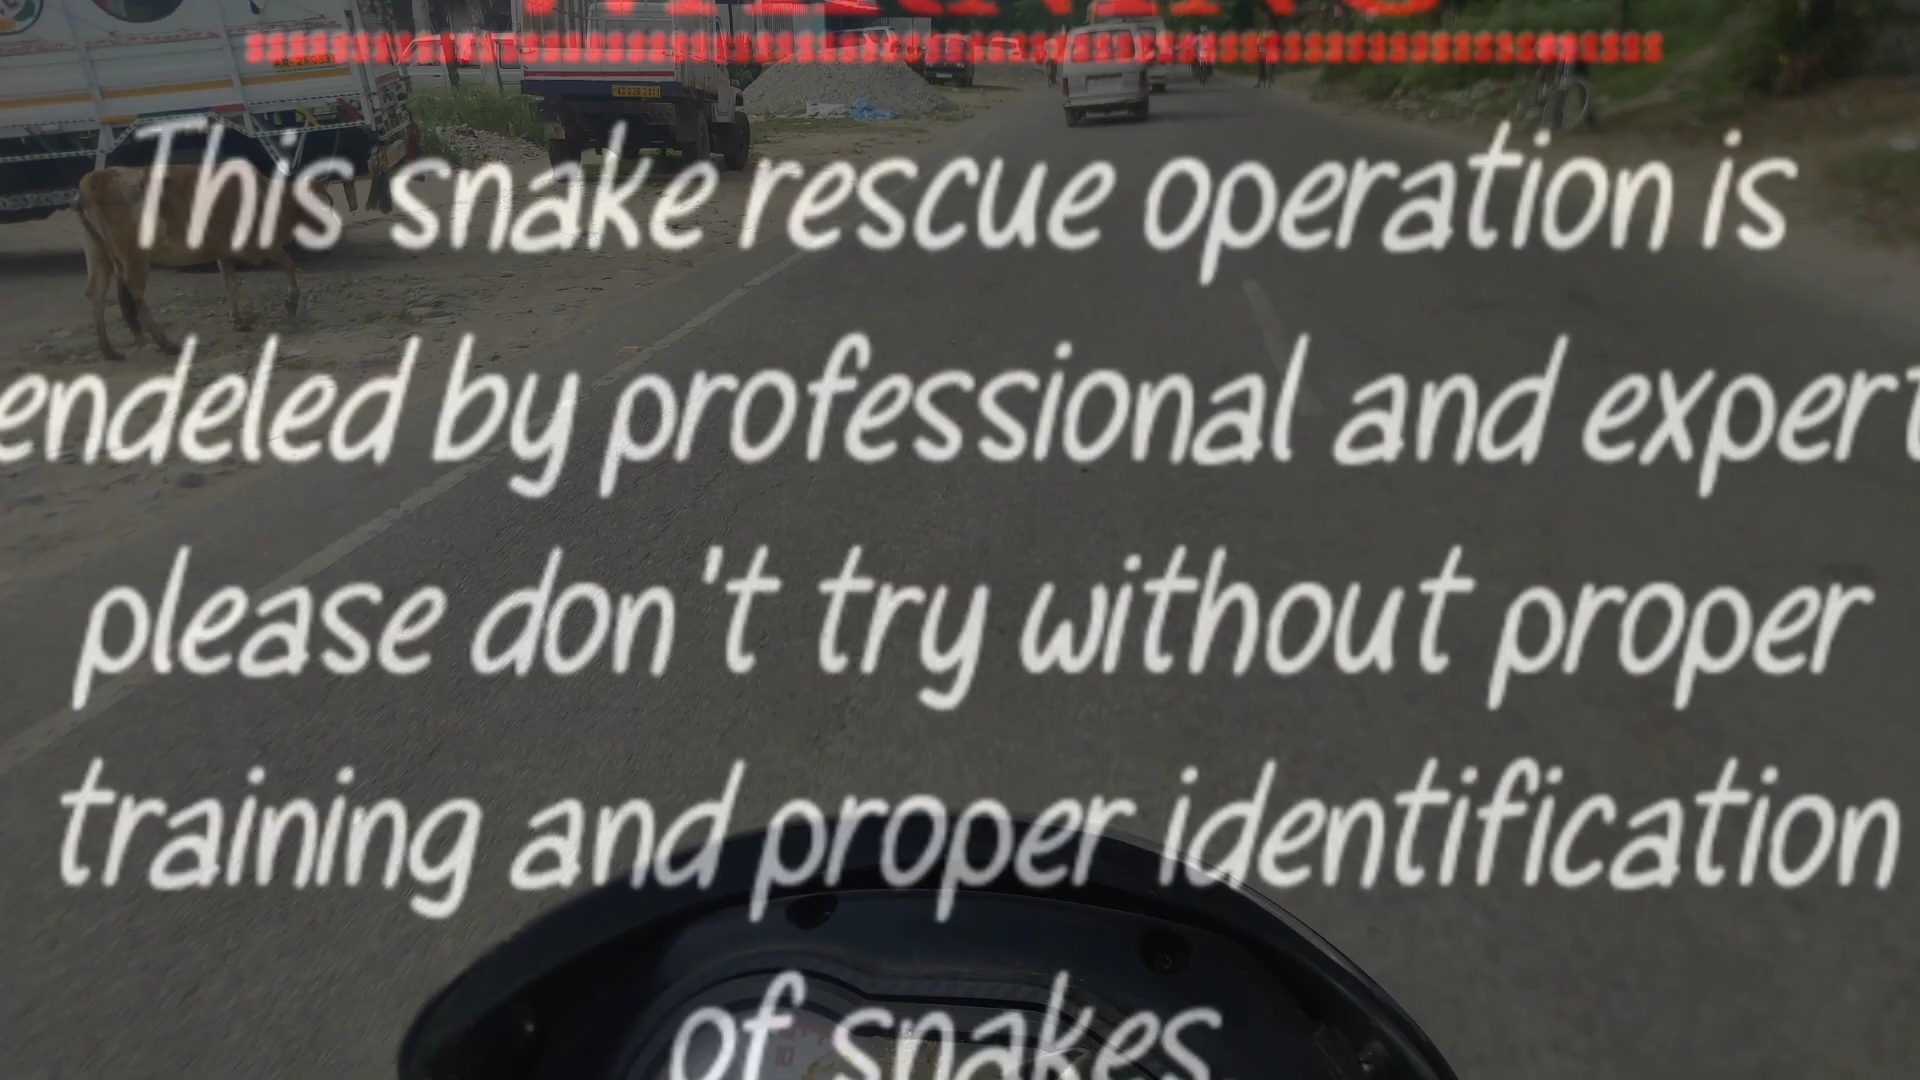 WARNING
This snake rescue operation is
endeled by professional and expert
please don't try without proper
training and proper identification
of snakes